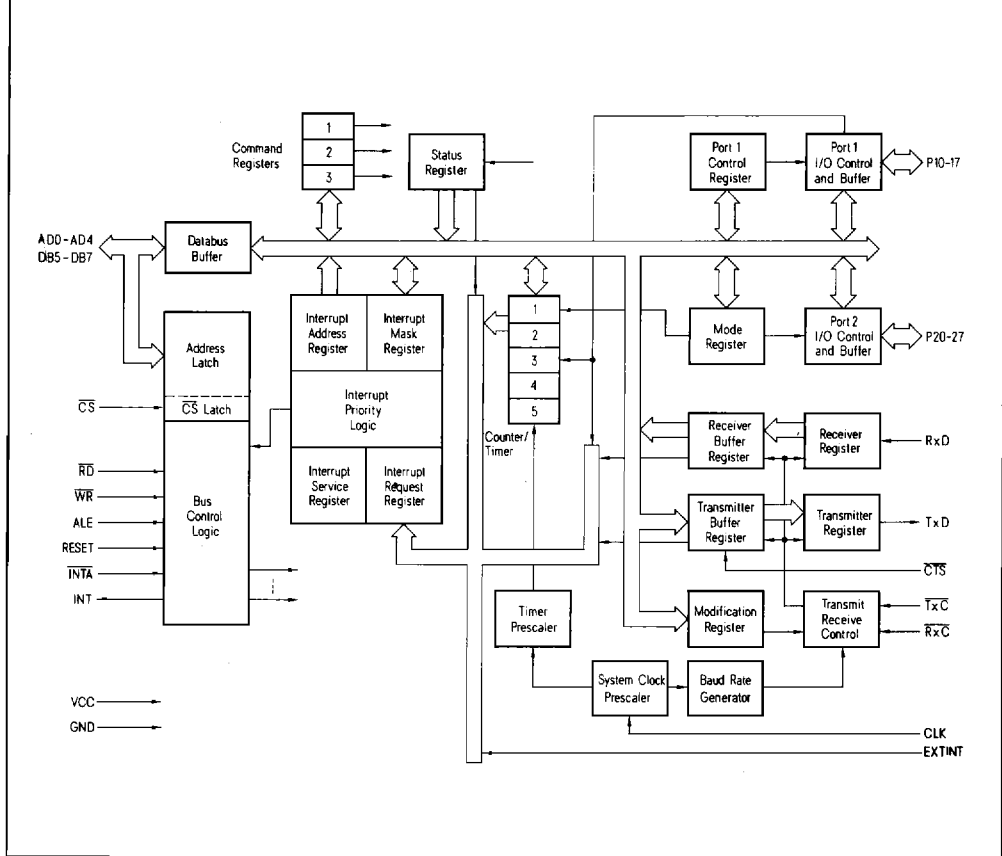 Command
Registers
1
2
3
Status
Register
Port 1
Control
Register
Port 1
I/O Control
and Buffer
P10-17
AD0-AD4
DB5-DB7
Databus
Buffer
Address
Latch
CS
CS Latch
RD
WR
ALE
RESET
INTA
INT
Bus
Control
Logic
Interrupt
Address
Register
Interrupt
Mask
Register
Interrupt
Priority
Logic
Interrupt
Service
Register
Interrupt
Request
Register
1
2
3
4
5
Counter/
Timer
Mode
Register
Port 2
I/O Control
and Buffer
P20-27
Receiver
Buffer
Register
Receiver
Register
RxD
Transmitter
Buffer
Register
Transmitter
Register
TxD
CTS
Timer
Prescaler
Modification
Register
Transmit
Receive
Control
TxC
RxC
System Clock
Prescaler
Baud Rate
Generator
VCC
GND
CLK
EXTINT